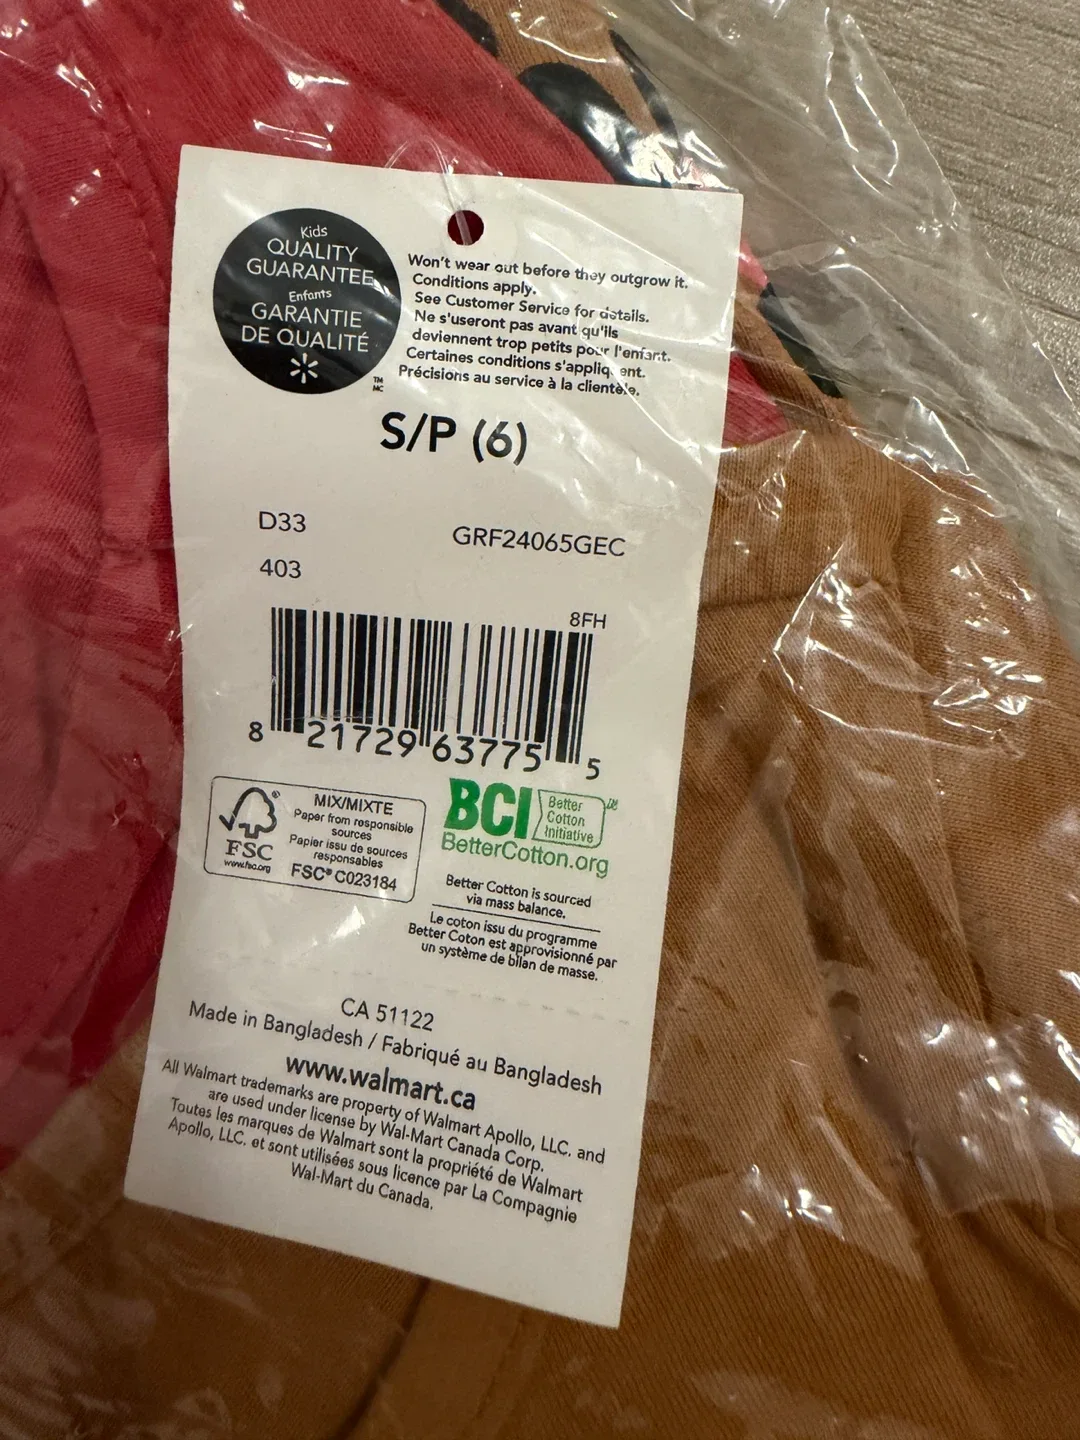 Kids
QUALITY
GUARANTEE
Enfants
GARANTIE
DE QUALITÉ
TM
MC
Won't wear out before they outgrow it.
Conditions apply.
See Customer Service for details.
Ne s'useront pas avant qu'ils
deviennent trop petits pour l'enfant.
Certaines conditions s'appliquent.
Précisions au service à la clientèle.
S/P (6)
D33
GRF24065GEC
403
8FH
8 21729 63775 5
FSC®
www.fsc.org
MIX/MIXTE
Paper from responsible
sources
Papier issu de sources
responsables
FSC® C023184
BCI
Better
Cotton
Initiative
BetterCotton.org
Better Cotton is sourced
via mass balance.
Le coton issu du programme
Better Coton est approvisionné par
un système de bilan de masse.
CA 51122
Made in Bangladesh / Fabriqué au Bangladesh
www.walmart.ca
All Walmart trademarks are property of Walmart Apollo, LLC. and
are used under license by Wal-Mart Canada Corp.
Toutes les marques de Walmart sont la propriété de Walmart
Apollo, LLC. et sont utilisées sous licence par La Compagnie
Wal-Mart du Canada.